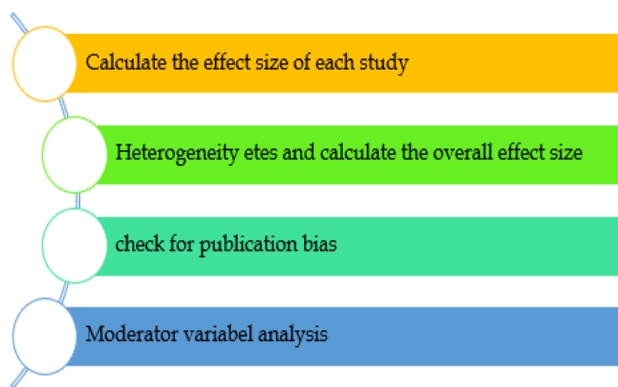 Calculate the effect size of each study
Heterogeneity etes and calculate the overall effect size
check for publication bias
Moderator variabel analysis